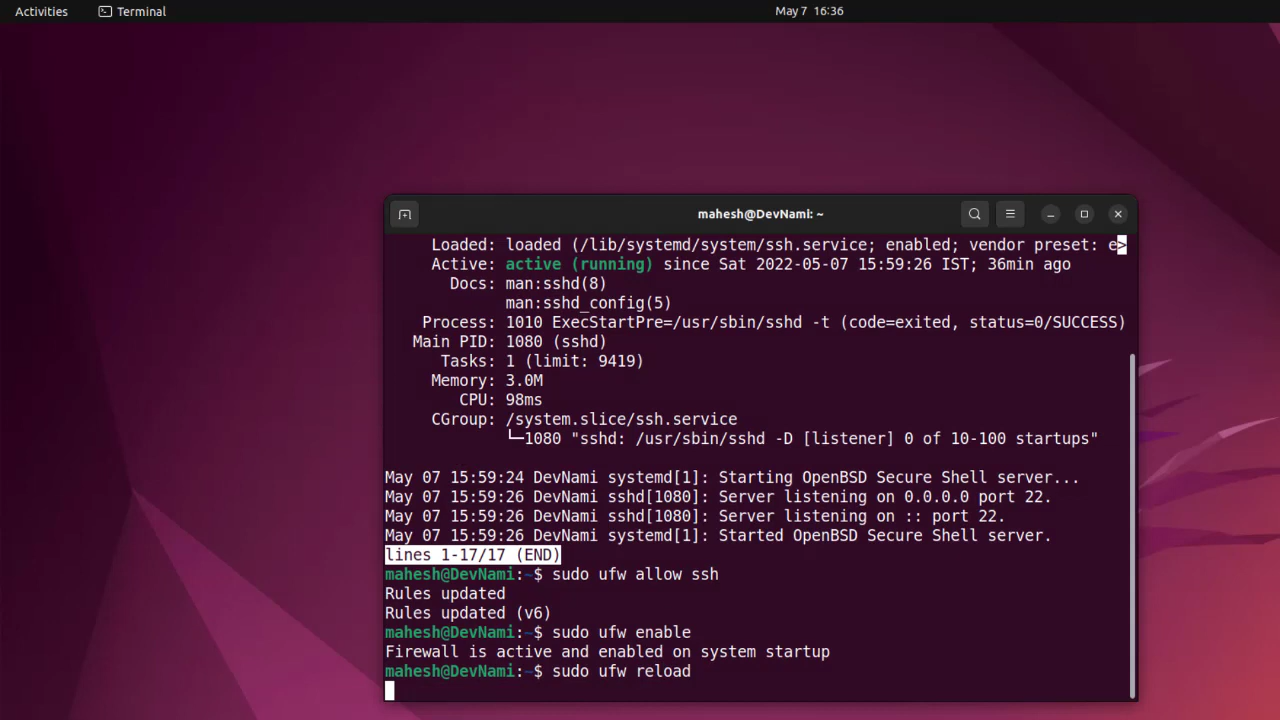 Activities Terminal May 7 16:36
mahesh@DevNami: ~
Loaded: loaded (/lib/systemd/system/ssh.service; enabled; vendor preset: e>
Active: active (running) since Sat 2022-05-07 15:59:26 IST; 36min ago
Docs: man:sshd(8)
man:sshd_config(5)
Process: 1010 ExecStartPre=/usr/sbin/sshd -t (code=exited, status=0/SUCCESS)
Main PID: 1080 (sshd)
Tasks: 1 (limit: 9419)
Memory: 3.0M
CPU: 98ms
CGroup: /system.slice/ssh.service
└─1080 "sshd: /usr/sbin/sshd -D [listener] 0 of 10-100 startups"
May 07 15:59:24 DevNami systemd[1]: Starting OpenBSD Secure Shell server...
May 07 15:59:26 DevNami sshd[1080]: Server listening on 0.0.0.0 port 22.
May 07 15:59:26 DevNami sshd[1080]: Server listening on :: port 22.
May 07 15:59:26 DevNami systemd[1]: Started OpenBSD Secure Shell server.
lines 1-17/17 (END)
mahesh@DevNami:~$ sudo ufw allow ssh
Rules updated
Rules updated (v6)
mahesh@DevNami:~$ sudo ufw enable
Firewall is active and enabled on system startup
mahesh@DevNami:~$ sudo ufw reload